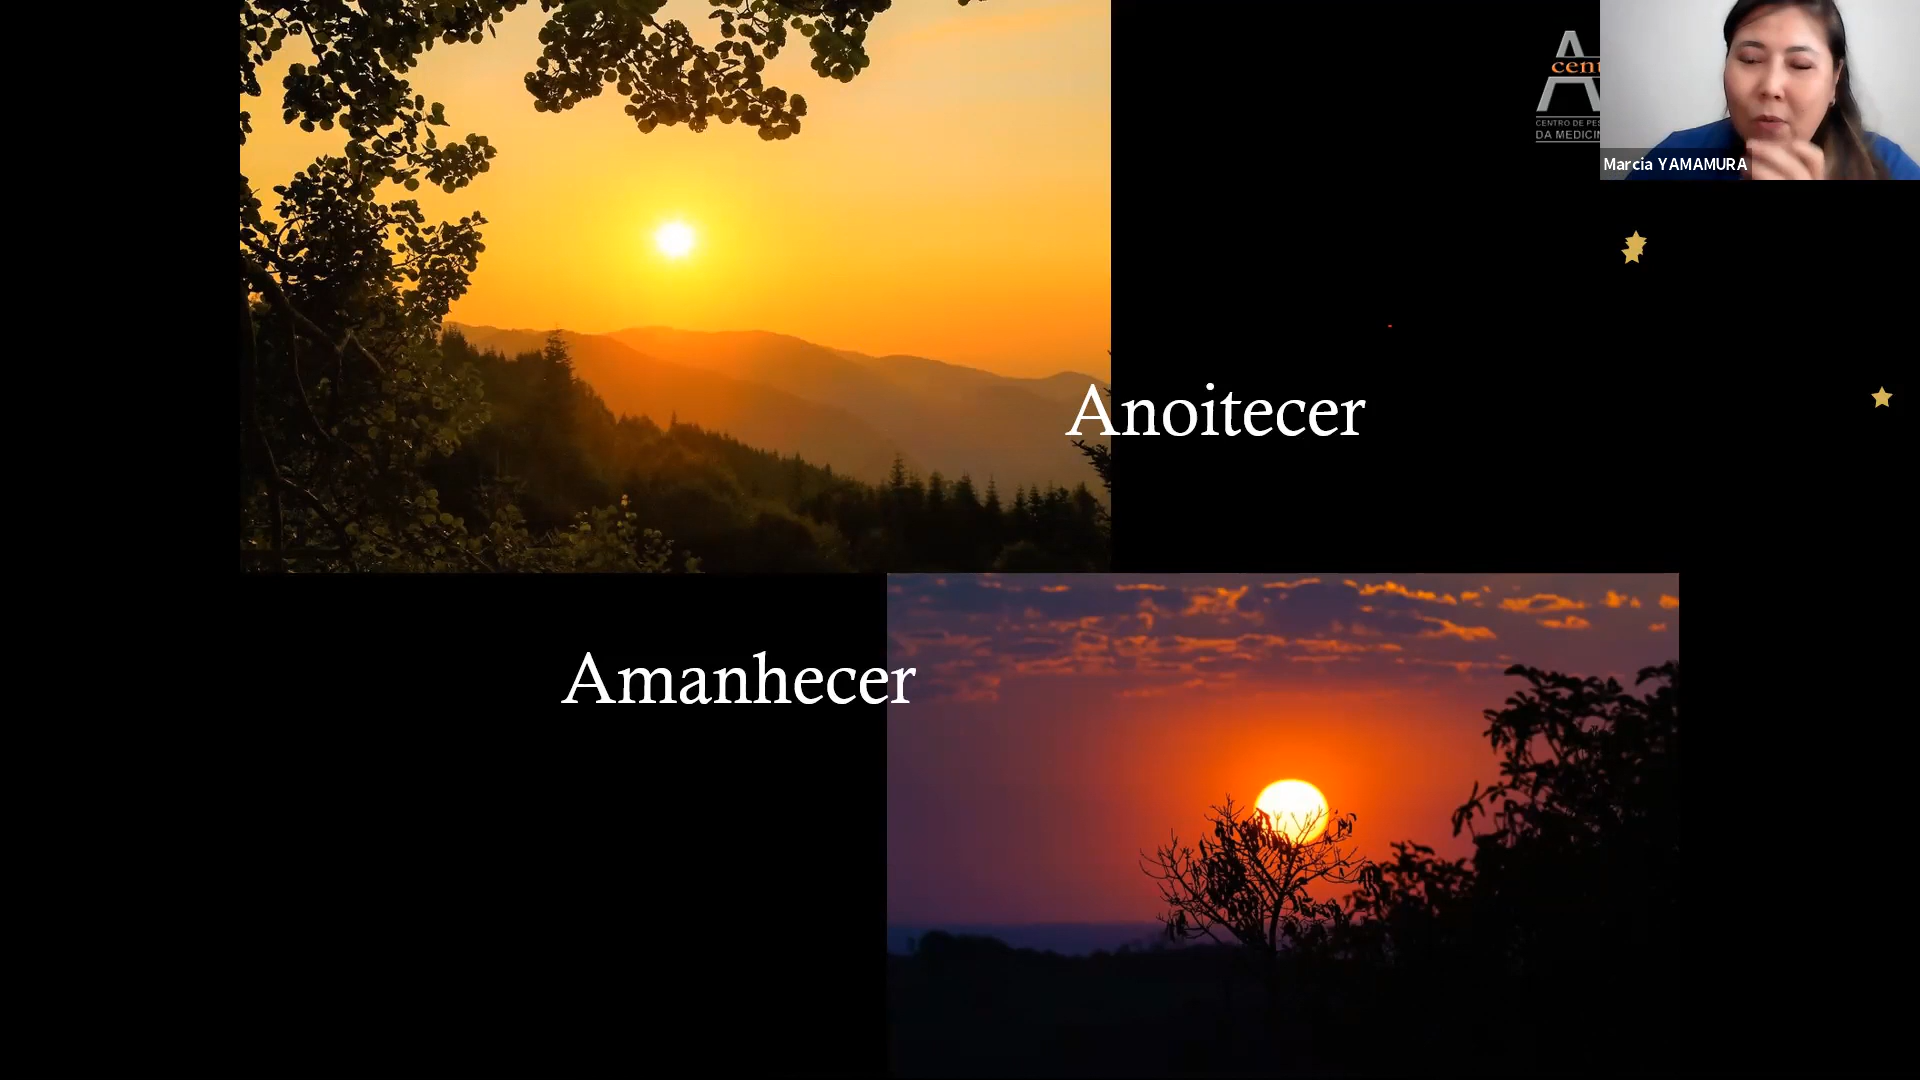 A
cen
CENTRO DE PES
DA MEDICIN
Marcia YAMAMURA
Anoitecer
Amanhecer